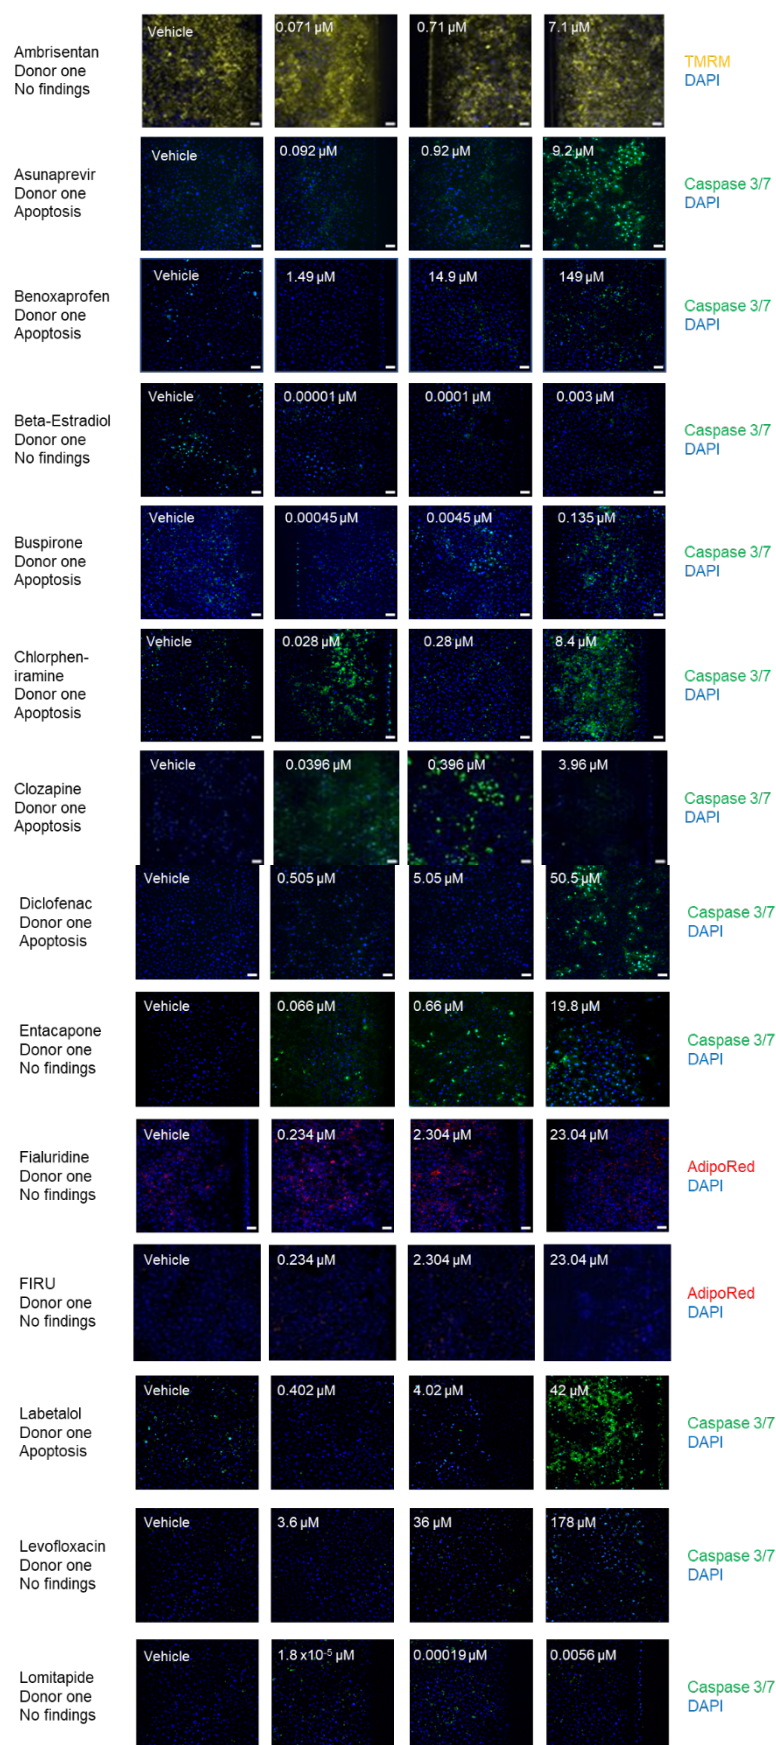 Ambrisentan
Donor one
No findings
Vehicle
0.071 µM
0.71 µM
7.1 µM
TMRM
DAPI
Asunaprevir
Donor one
Apoptosis
Vehicle
0.092 µM
0.92 µM
9.2 µM
Caspase 3/7
DAPI
Benoxaprofen
Donor one
Apoptosis
Vehicle
1.49 µM
14.9 µM
149 µM
Caspase 3/7
DAPI
Beta-Estradiol
Donor one
No findings
Vehicle
0.00001 µM
0.0001 µM
0.003 µM
Caspase 3/7
DAPI
Buspirone
Donor one
Apoptosis
Vehicle
0.00045 µM
0.0045 µM
0.135 µM
Caspase 3/7
DAPI
Chlorphen-
iramine
Donor one
Apoptosis
Vehicle
0.028 µM
0.28 µM
8.4 µM
Caspase 3/7
DAPI
Clozapine
Donor one
Apoptosis
Vehicle
0.0396 µM
0.396 µM
3.96 µM
Caspase 3/7
DAPI
Diclofenac
Donor one
Apoptosis
Vehicle
0.505 µM
5.05 µM
50.5 µM
Caspase 3/7
DAPI
Entacapone
Donor one
No findings
Vehicle
0.066 µM
0.66 µM
19.8 µM
Caspase 3/7
DAPI
Fialuridine
Donor one
No findings
Vehicle
0.234 µM
2.304 µM
23.04 µM
AdipoRed
DAPI
FIRU
Donor one
No findings
Vehicle
0.234 µM
2.304 µM
23.04 µM
AdipoRed
DAPI
Labetalol
Donor one
Apoptosis
Vehicle
0.402 µM
4.02 µM
42 µM
Caspase 3/7
DAPI
Levofloxacin
Donor one
No findings
Vehicle
3.6 µM
36 µM
178 µM
Caspase 3/7
DAPI
Lomitapide
Donor one
No findings
Vehicle
1.8 x10⁻⁵ µM
0.00019 µM
0.0056 µM
Caspase 3/7
DAPI